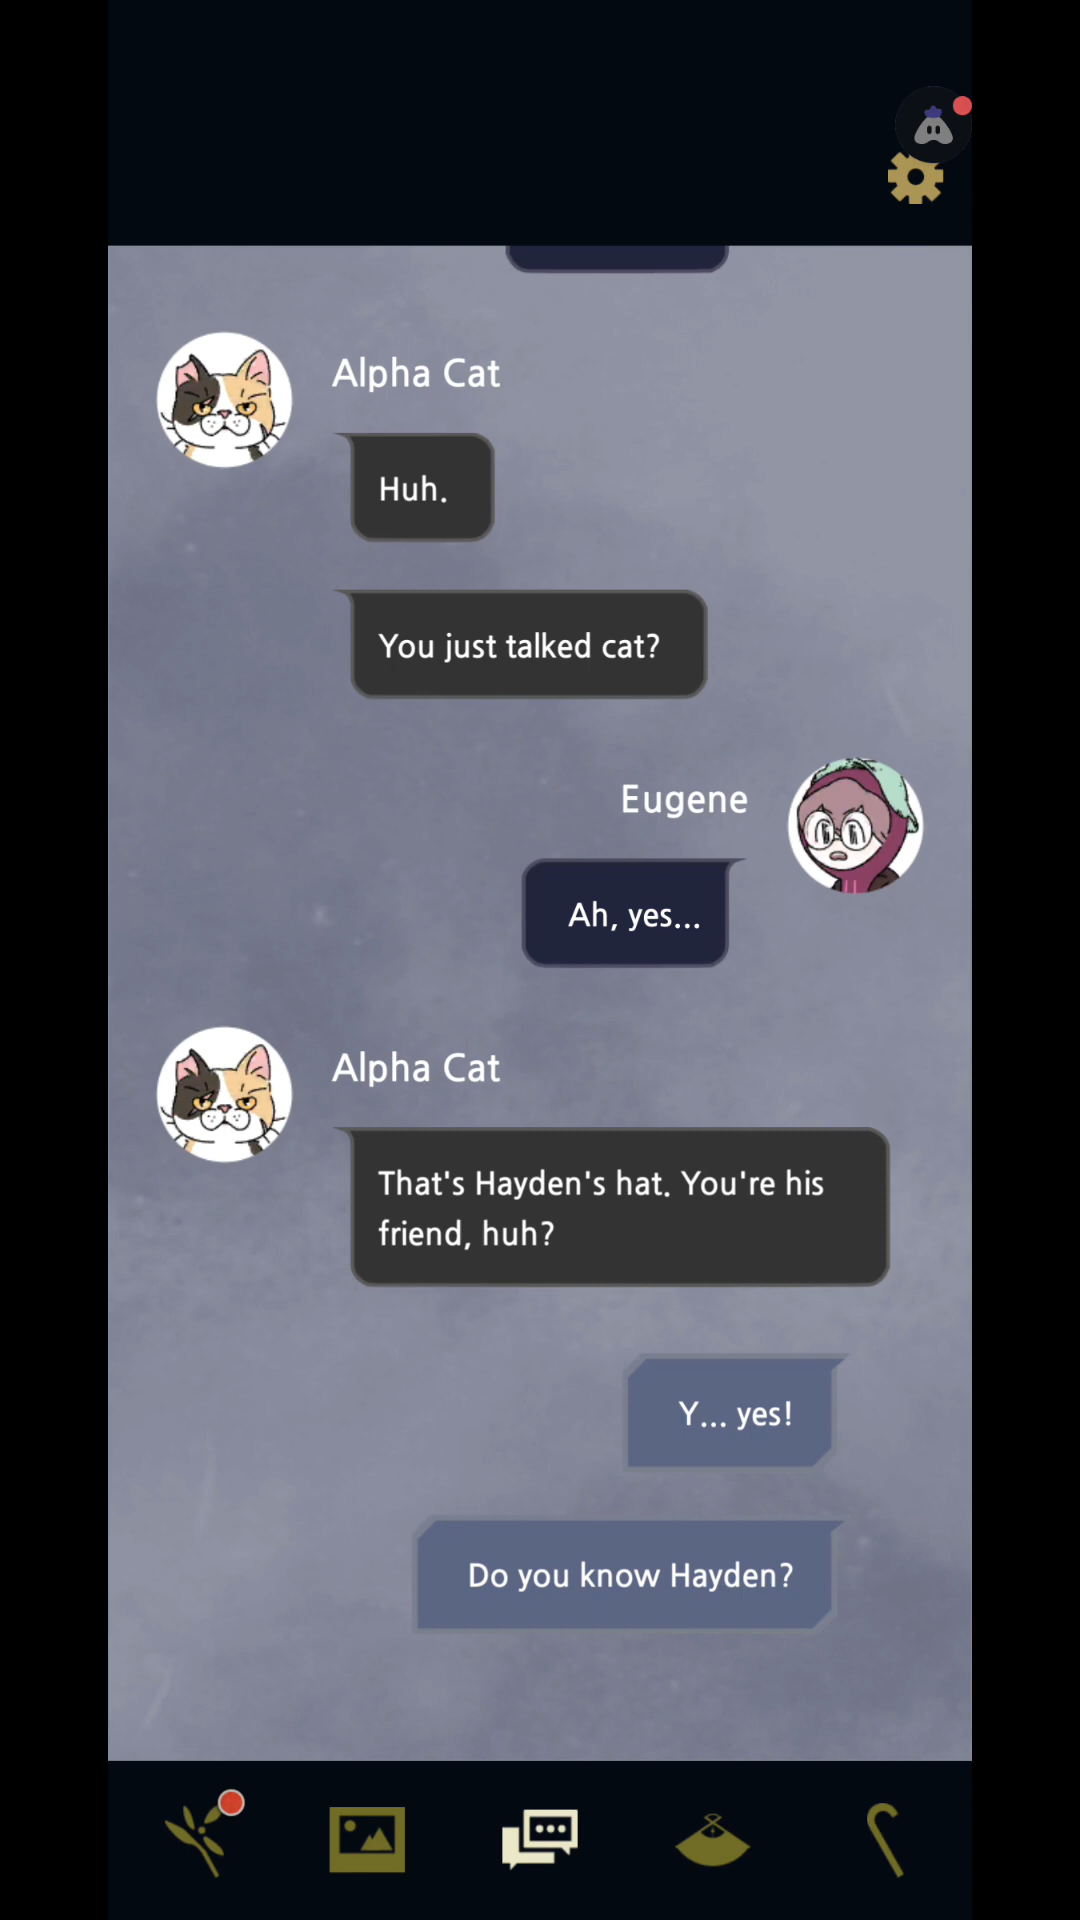 Alpha Cat
Huh.
You just talked cat?
Eugene
Ah, yes...
Alpha Cat
That's Hayden's hat. You're his
friend, huh?
Y... yes!
Do you know Hayden?